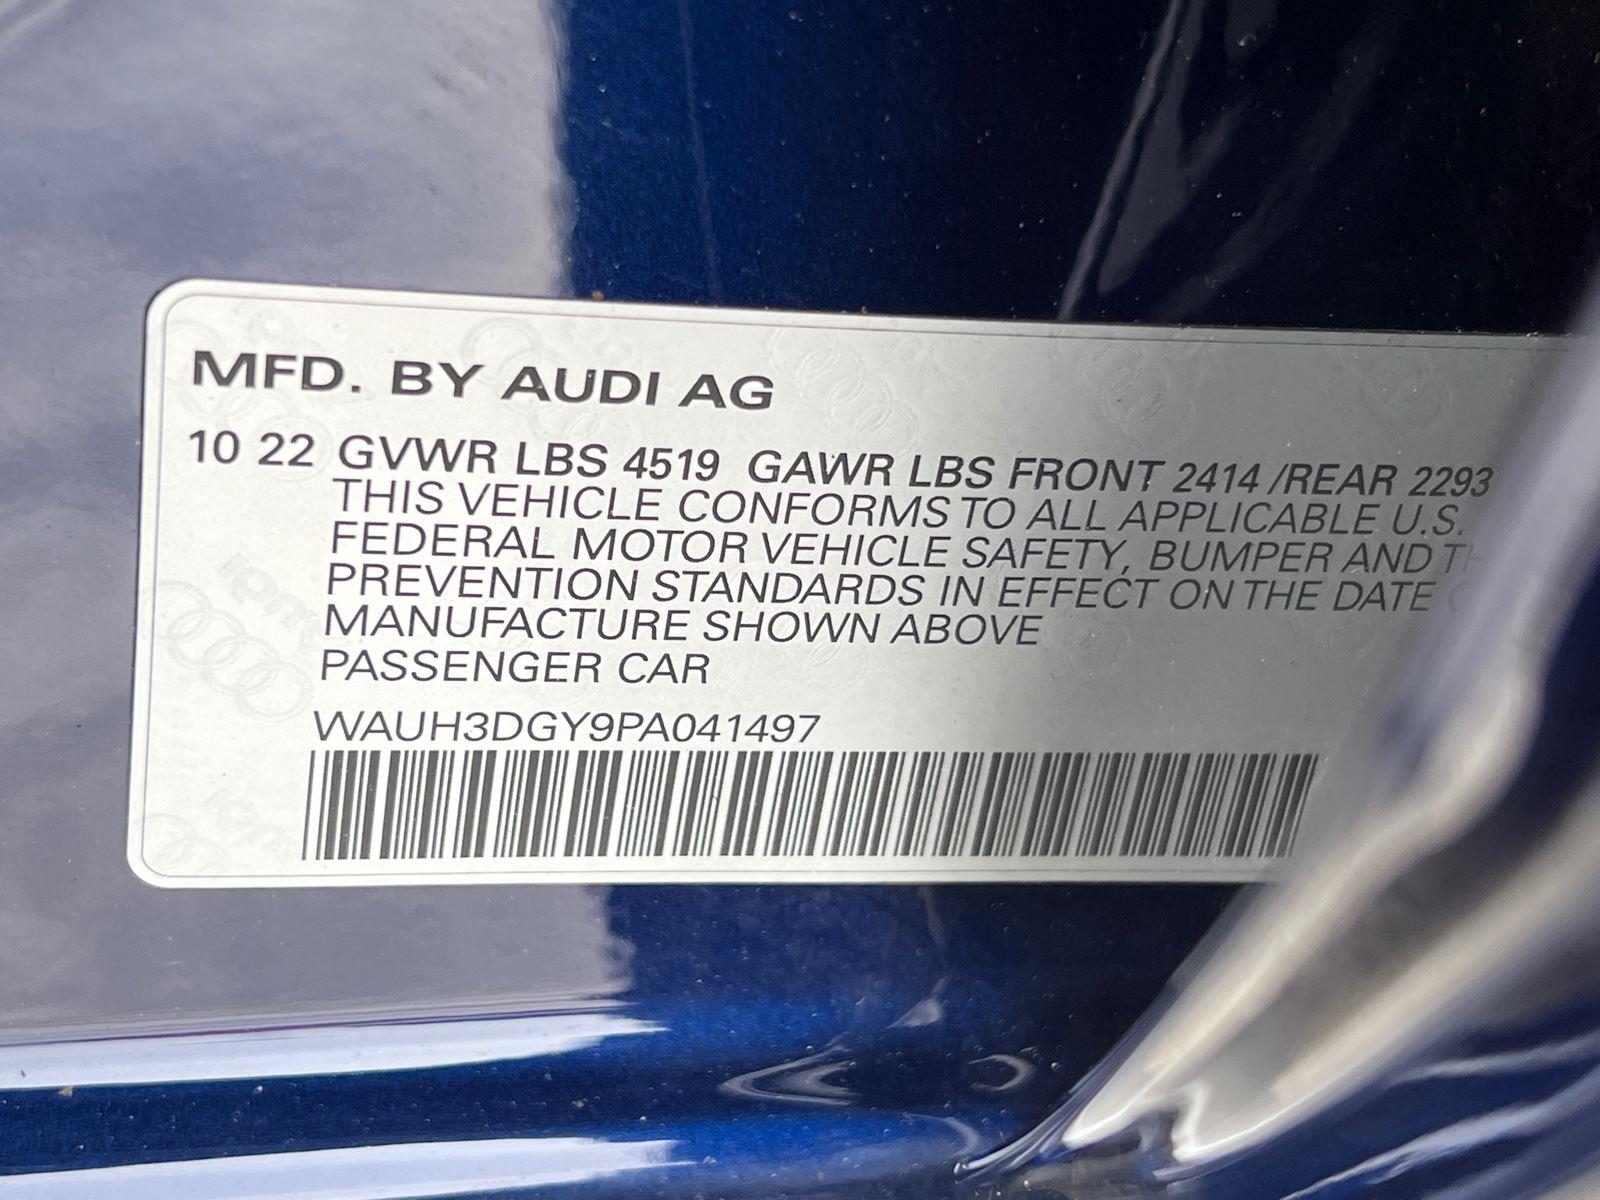 MFD. BY AUDI AG
10 22 GVWR LBS 4519 GAWR LBS FRONT 2414 /REAR 2293
THIS VEHICLE CONFORMS TO ALL APPLICABLE U.S.
FEDERAL MOTOR VEHICLE SAFETY, BUMPER AND
PREVENTION STANDARDS IN EFFECT ON THE DATE
MANUFACTURE SHOWN ABOVE
PASSENGER CAR
WAUH3DGY9PA041497